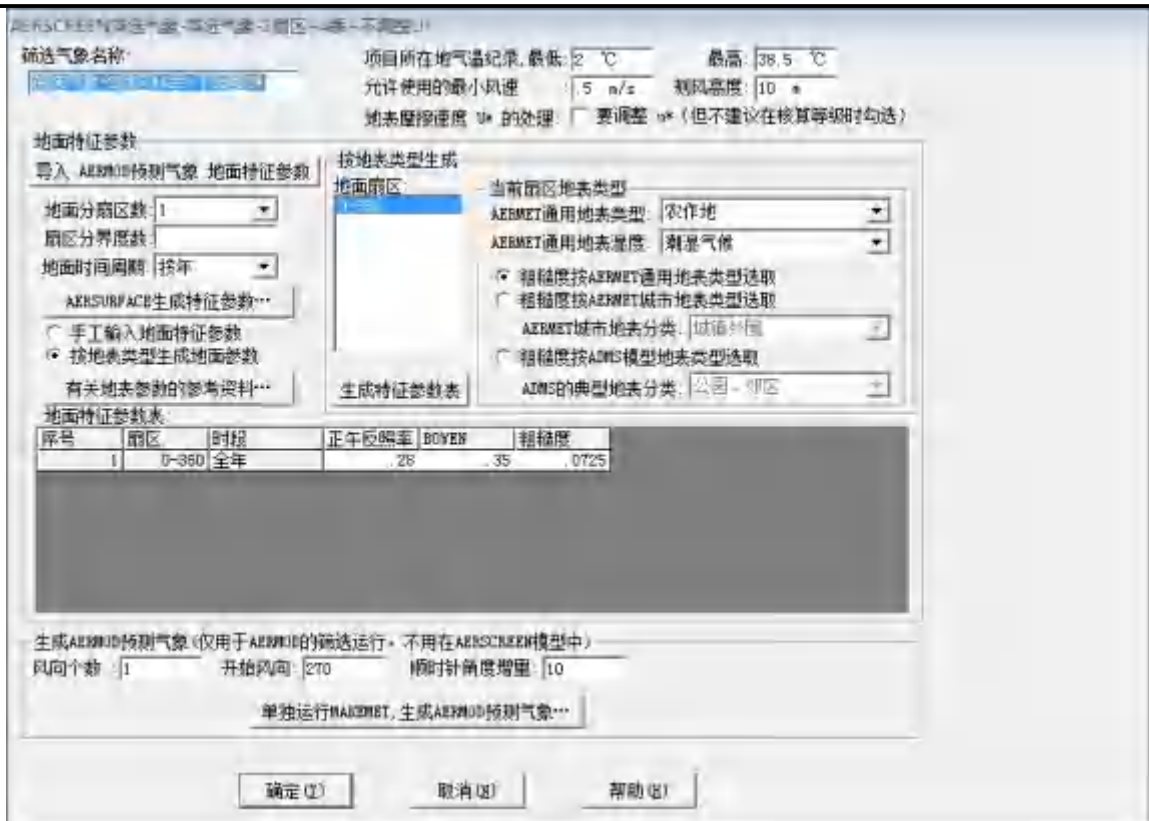 AERSCREEN筛选气象-筛选气象-
筛选气象名称:
项目所在地气温纪录,最低: 2 ℃ 最高: 38.5 ℃
允许使用的最小风速 : .5 m/s 测风高度: 10 m
地表摩擦速度 U* 的处理: 要调整 u*(但不建议在核算等级时勾选)
地面特征参数
导入 AERMOD预测气象 地面特征参数
地面分扇区数: 1
扇区分界度数:
地面时间周期: 按年
AERSURFACE生成特征参数…
手工输入地面特征参数
按地表类型生成地面参数
有关地表参数的参考资料…
按地表类型生成
地面扇区:
生成特征参数表
当前扇区地表类型
AERMET通用地表类型: 农作地
AERMET通用地表湿度: 潮湿气候
粗糙度按AERMET通用地表类型选取
粗糙度按AERMET城市地表类型选取
AERMET城市地表分类: 城镇外围
粗糙度按ADMS模型地表类型选取
ADMS的典型地表分类: 公园、郊区
地面特征参数表:
序号 扇区 时段 正午反照率 BOWEN 粗糙度
1 0-360 全年 .28 .35 .0725
生成AERMOD预测气象(仅用于AERMOD的筛选运行,不用在AERSCREEN模型中)
风向个数 : 1 开始风向: 270 顺时针角度增里: 10
单独运行MAKEMET,生成AERMOD预测气象…
确定(Y) 取消(N) 帮助(H)